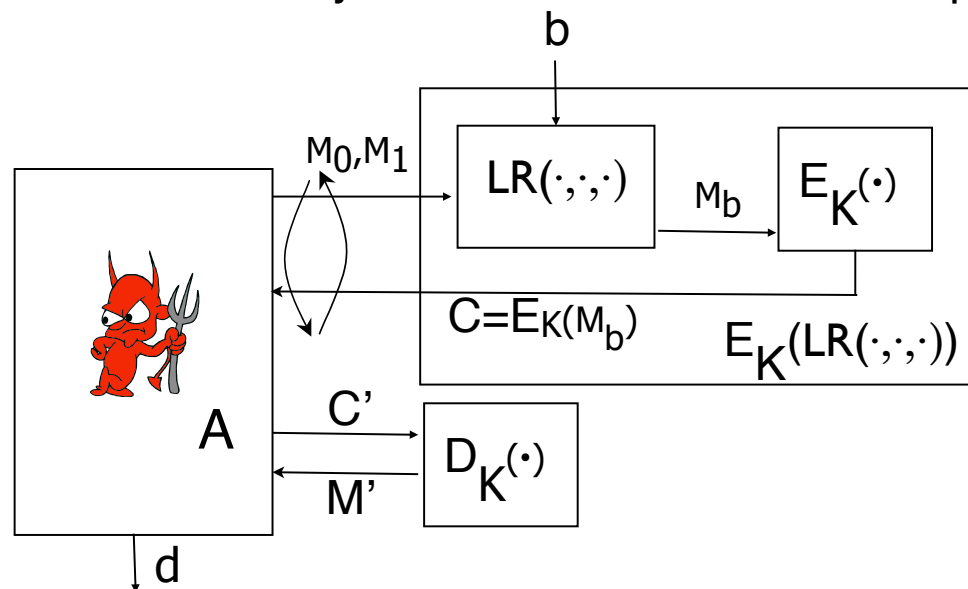 b
M0,M1
LR(·,·,·)
Mb
EK(·)
C=EK(Mb)
EK(LR(·,·,·))
A
C'
DK(·)
M'
d